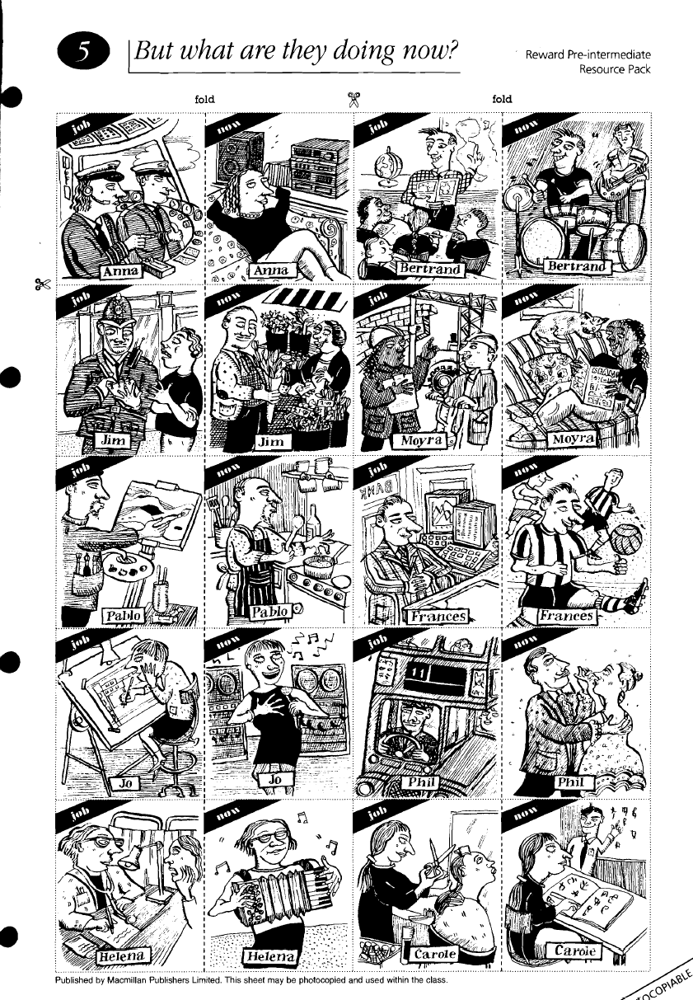 5
But what are they doing now?
Reward Pre-intermediate
Resource Pack
fold
fold
job
now
job
now
Anna
Anna
Bertrand
Bertrand
job
now
job
now
Jim
Jim
Moyra
Moyra
job
now
job
now
BANK
Pablo
Pablo
Frances
Frances
job
now
job
now
11
Jo
Jo
Phil
Phil
job
now
job
now
Helena
Helena
Carole
Carole
Published by Macmillan Publishers Limited. This sheet may be photocopied and used within the class.